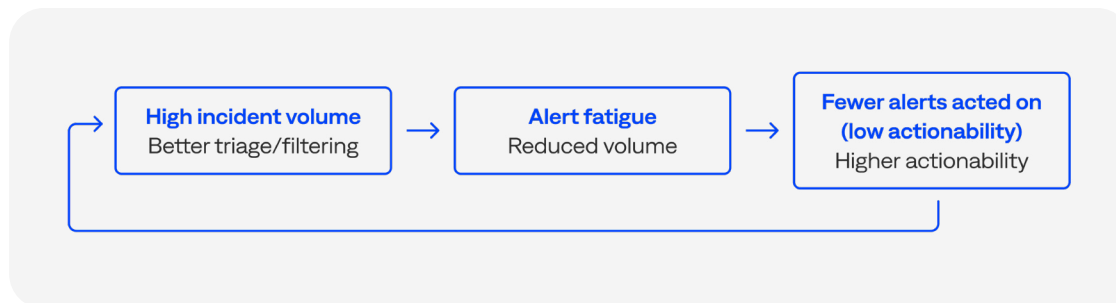 High incident volume
Better triage/filtering
Alert fatigue
Reduced volume
Fewer alerts acted on
(low actionability)
Higher actionability